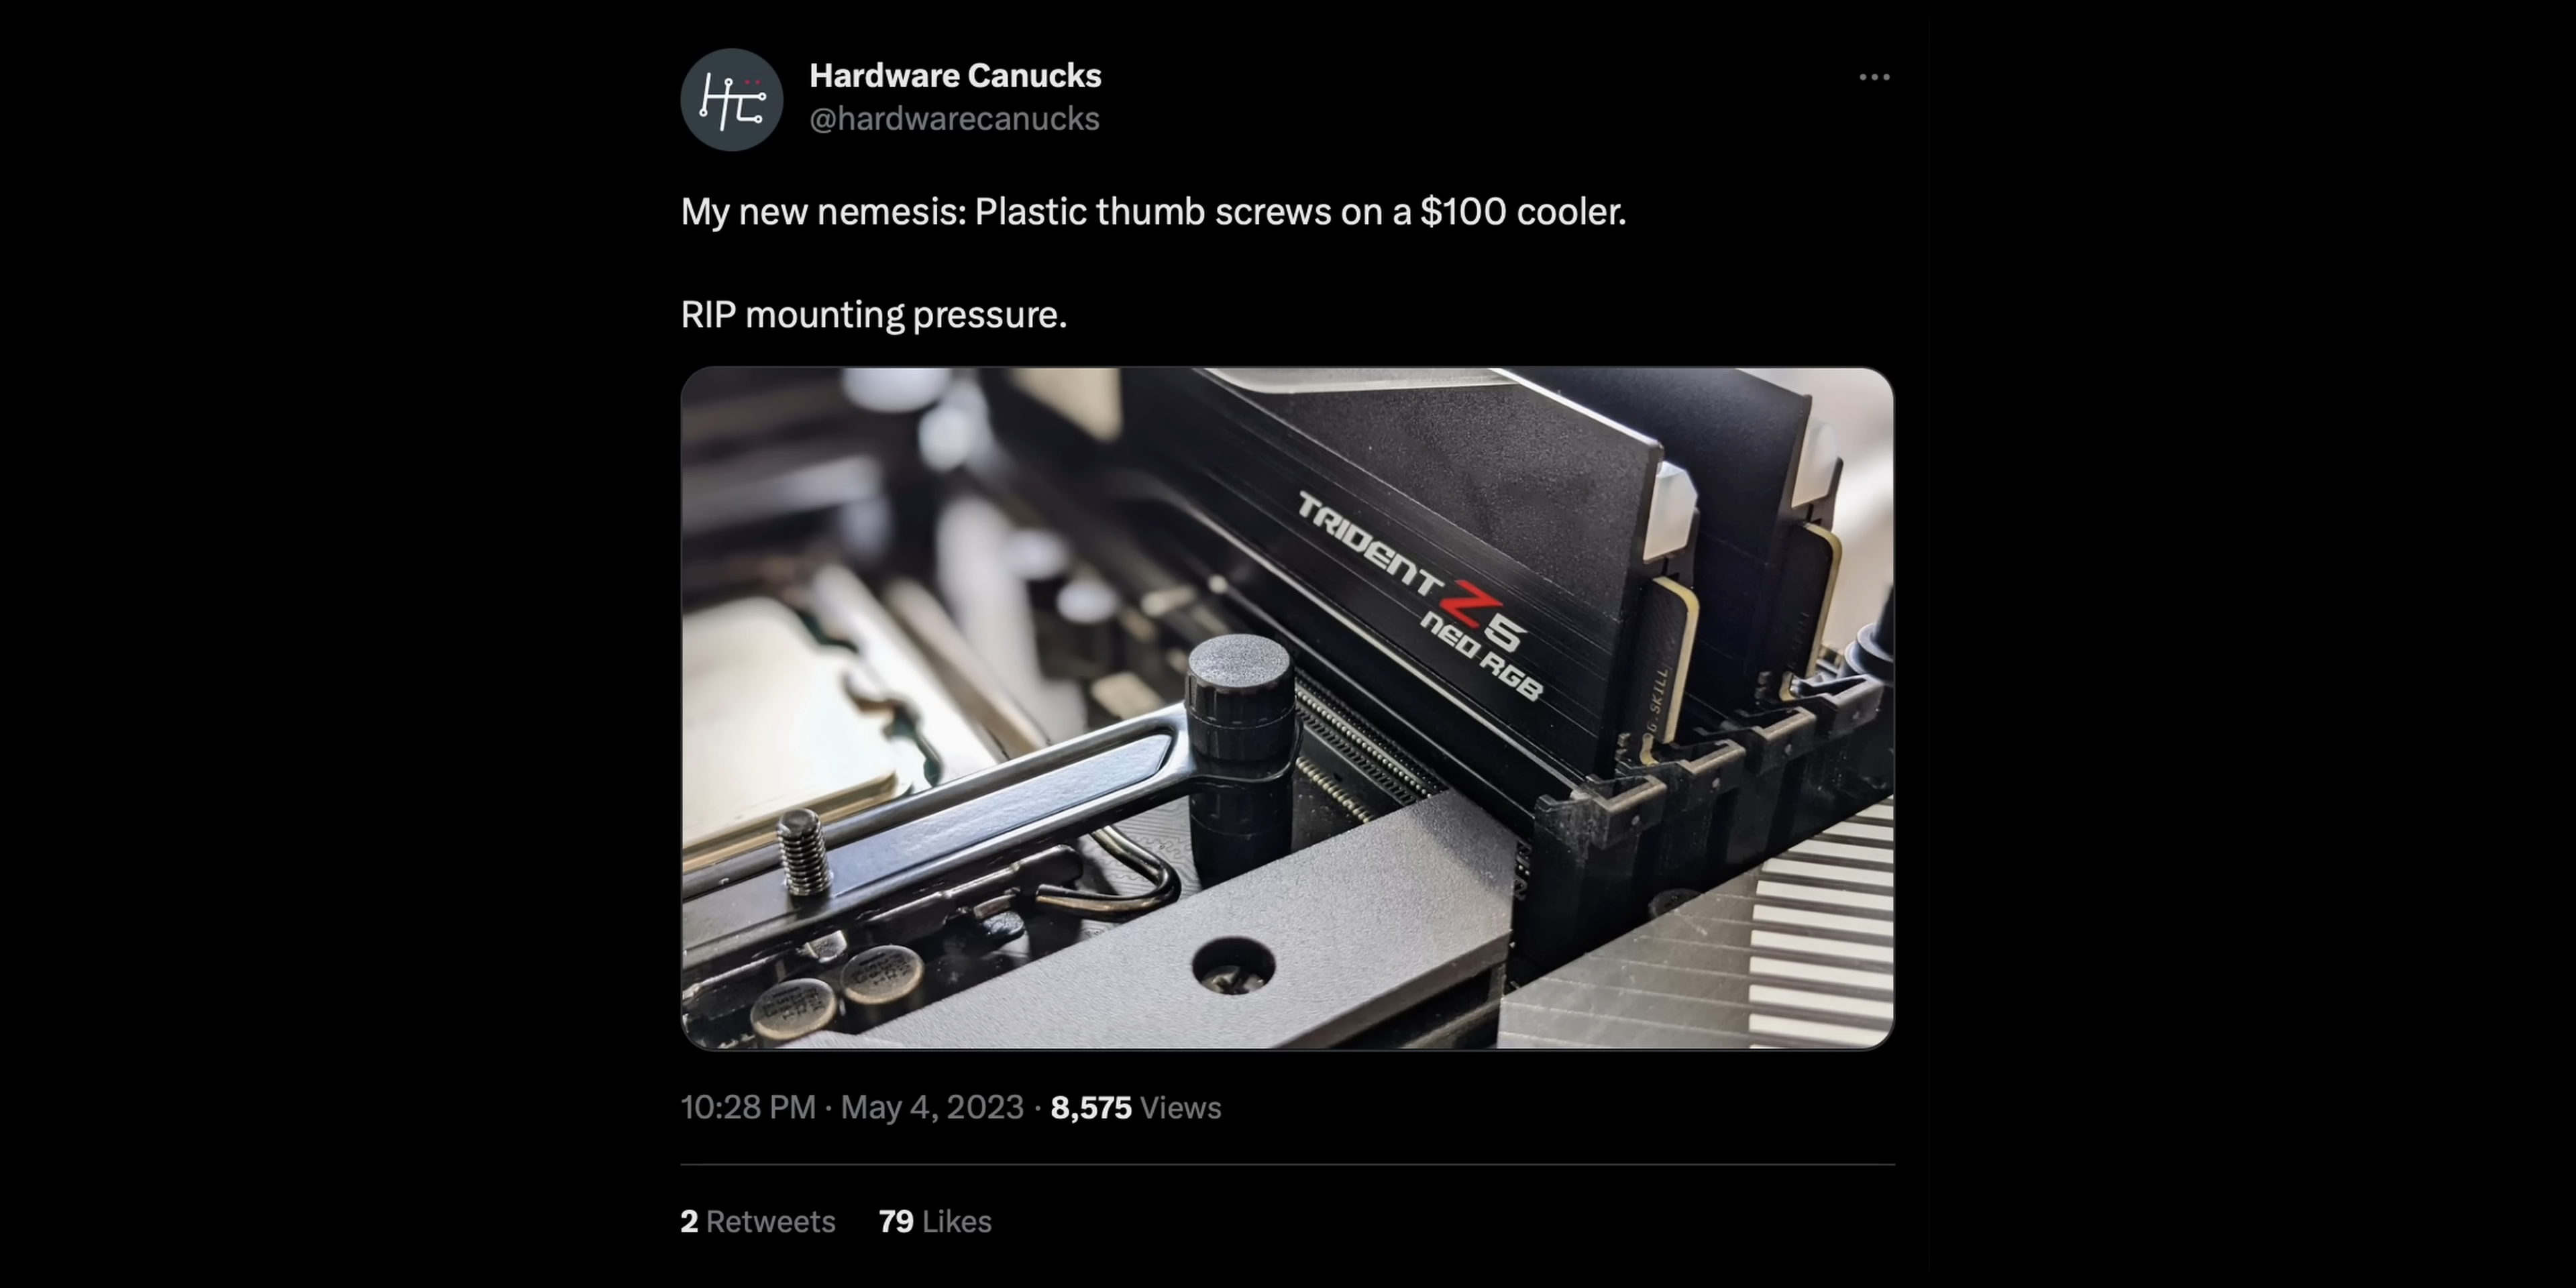 Hardware Canucks
@hardwarecanucks
My new nemesis: Plastic thumb screws on a $100 cooler.
RIP mounting pressure.
TRIDENT Z5
NEO RGB
G.SKILL
10:28 PM · May 4, 2023 · 8,575 Views
2 Retweets 79 Likes